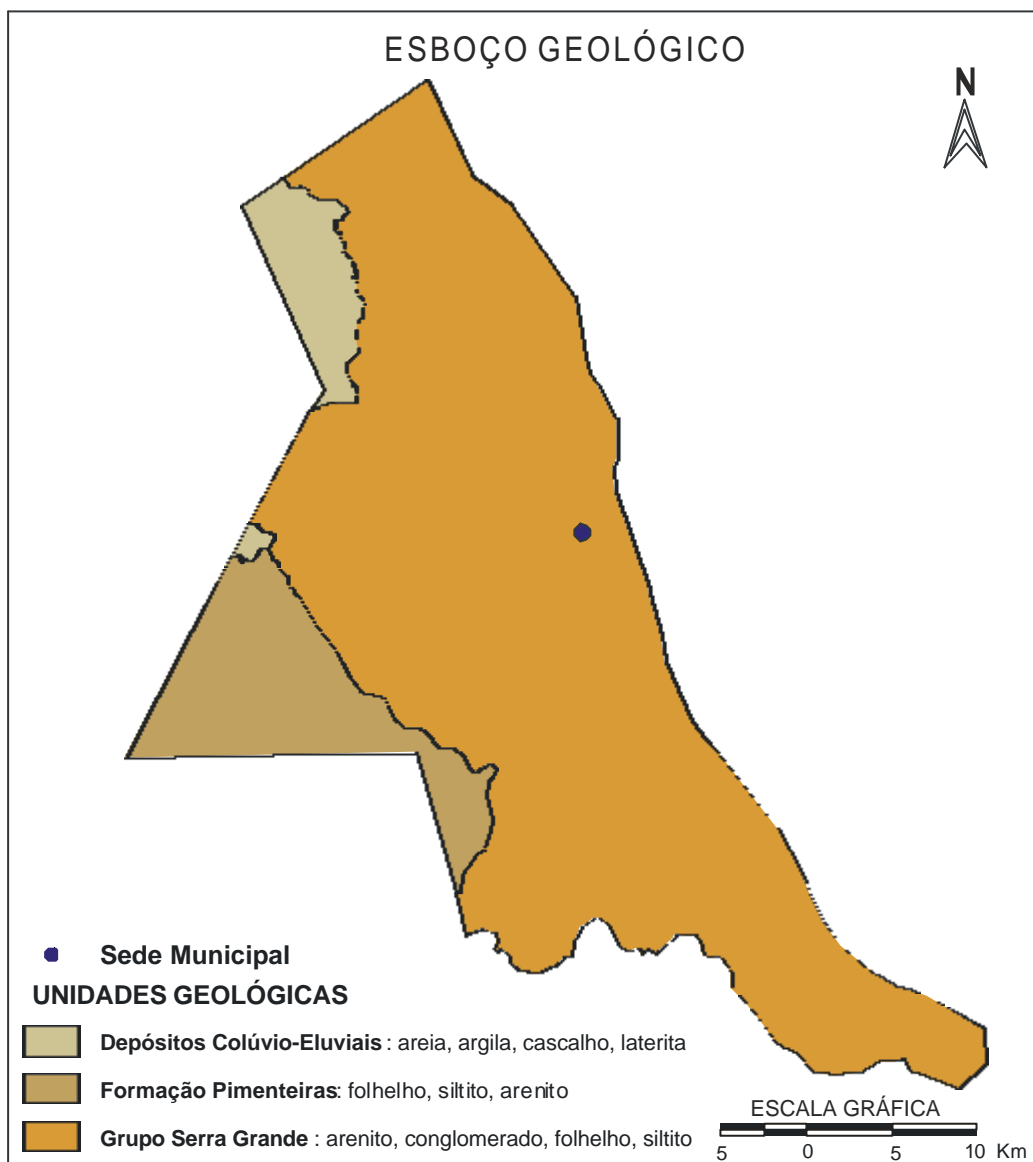 ESBOÇO GEOLÓGICO
N
Sede Municipal
UNIDADES GEOLÓGICAS
Depósitos Colúvio-Eluviais : areia, argila, cascalho, laterita
Formação Pimenteiras: folhelho, siltito, arenito
Grupo Serra Grande : arenito, conglomerado, folhelho, siltito
ESCALA GRÁFICA
5 0 5 10 Km